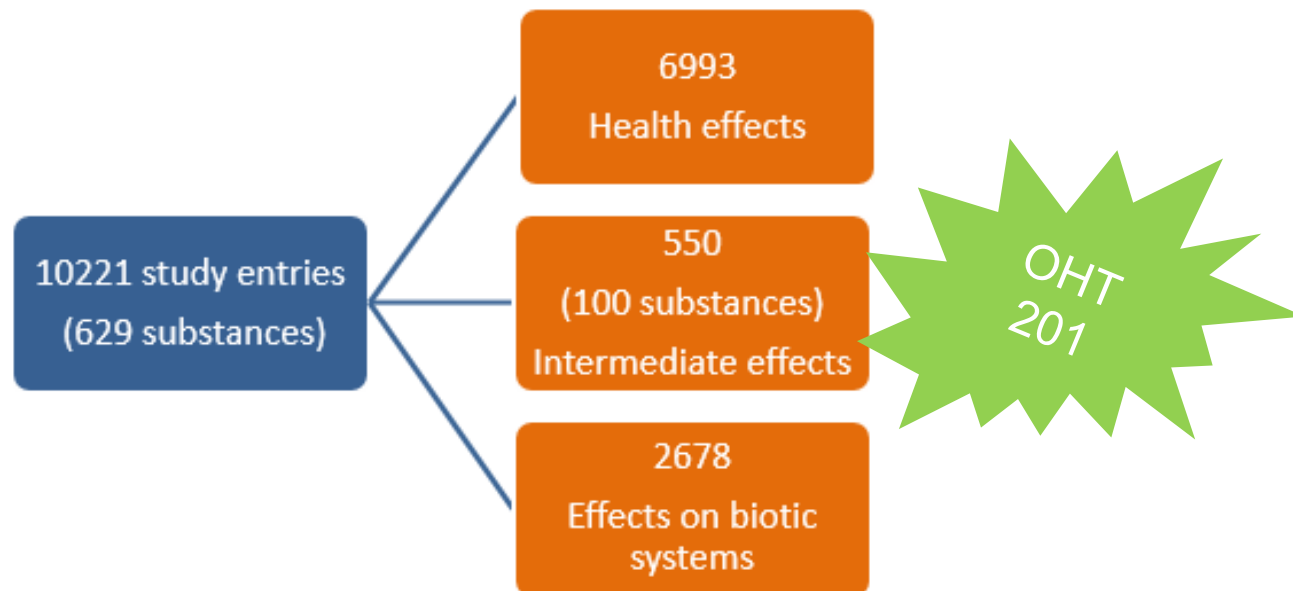 10221 study entries
(629 substances)
6993
Health effects
550
(100 substances)
Intermediate effects
2678
Effects on biotic
systems
OHT
201